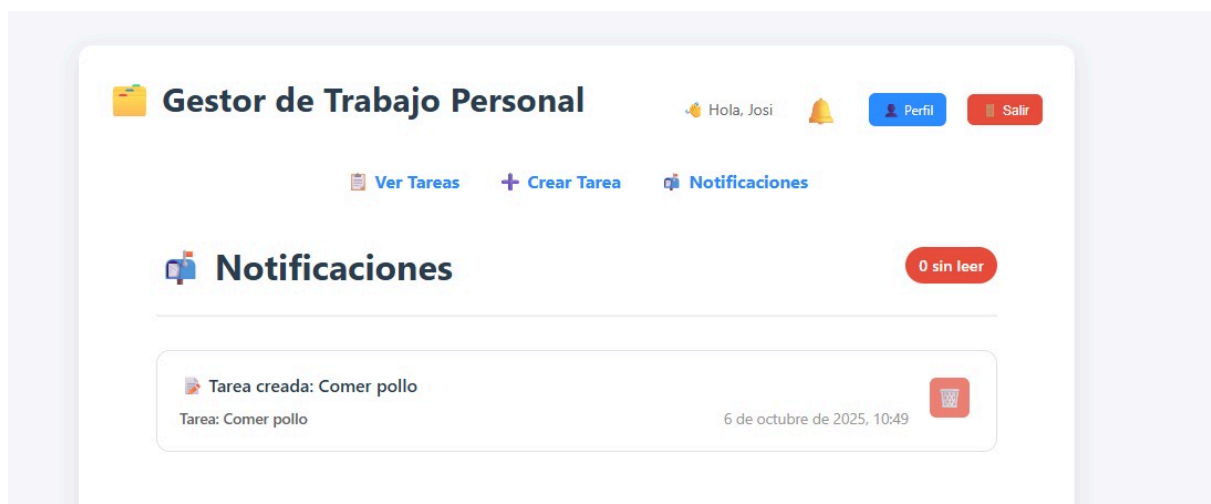 Gestor de Trabajo Personal
Hola, Josi
Perfil
Salir
Ver Tareas
Crear Tarea
Notificaciones
Notificaciones
0 sin leer
Tarea creada: Comer pollo
Tarea: Comer pollo
6 de octubre de 2025, 10:49